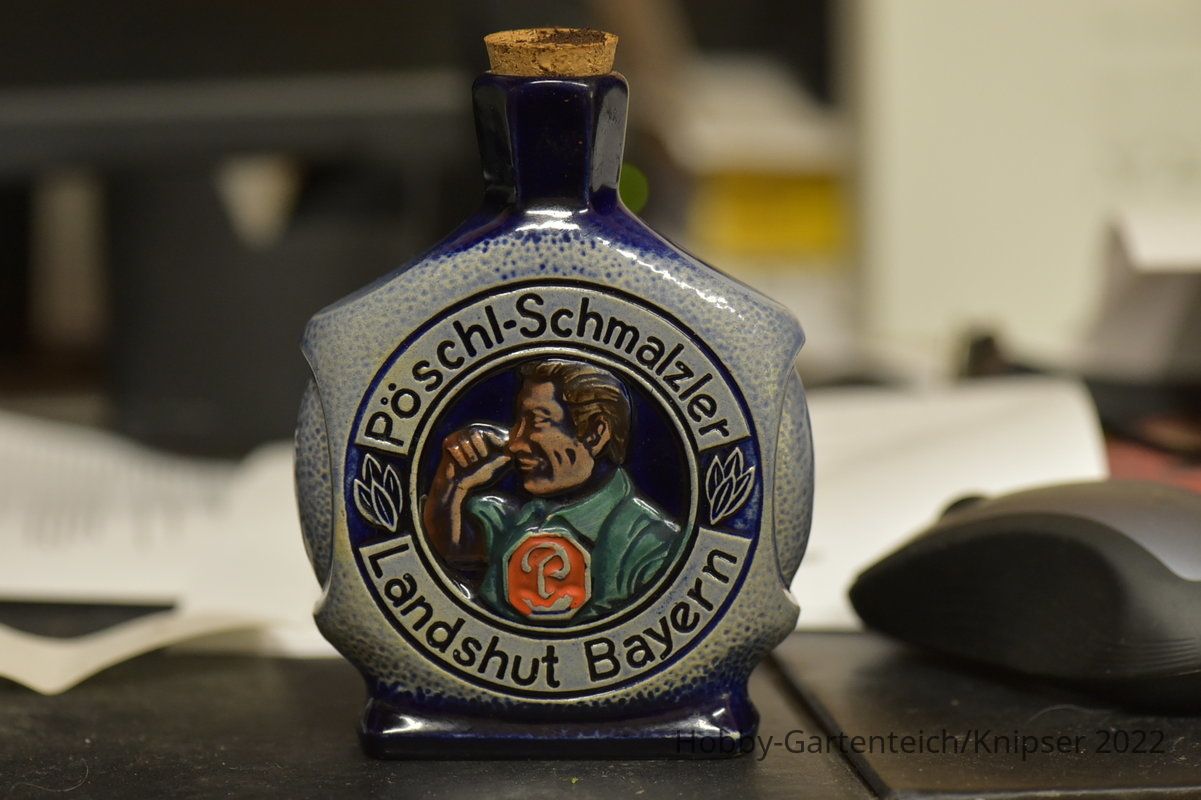 Pöschl-Schmalzler
P
Landshut Bayern
Hobby-Gartenteich/Knipser 2022